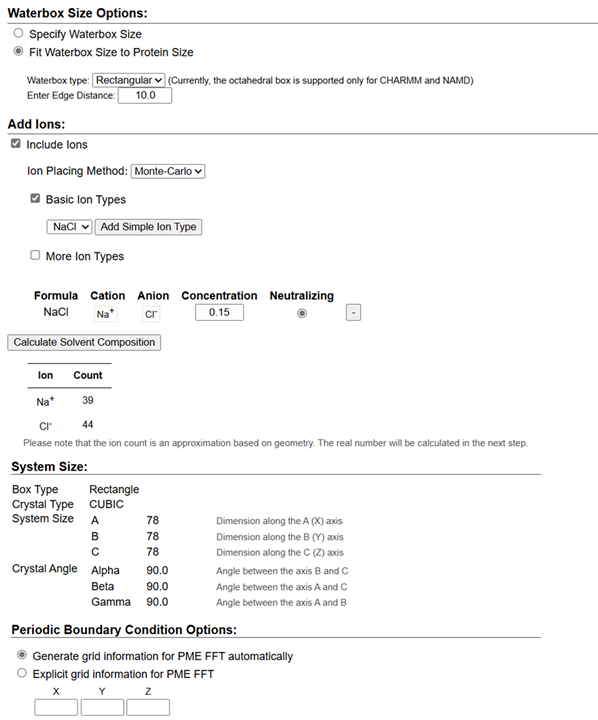 Waterbox Size Options:
Specify Waterbox Size
Fit Waterbox Size to Protein Size
Waterbox type: Rectangular (Currently, the octahedral box is supported only for CHARMM and NAMD)
Enter Edge Distance: 10.0
Add Ions:
Include Ions
Ion Placing Method: Monte-Carlo
Basic Ion Types
NaCl Add Simple Ion Type
More Ion Types
Formula Cation Anion Concentration Neutralizing
NaCl Na+ Cl- 0.15 -
Calculate Solvent Composition
Ion Count
Na+ 39
Cl- 44
Please note that the ion count is an approximation based on geometry. The real number will be calculated in the next step.
System Size:
Box Type Rectangle
Crystal Type CUBIC
System Size A 78 Dimension along the A (X) axis
B 78 Dimension along the B (Y) axis
C 78 Dimension along the C (Z) axis
Crystal Angle Alpha 90.0 Angle between the axis B and C
Beta 90.0 Angle between the axis A and C
Gamma 90.0 Angle between the axis A and B
Periodic Boundary Condition Options:
Generate grid information for PME FFT automatically
Explicit grid information for PME FFT
X Y Z